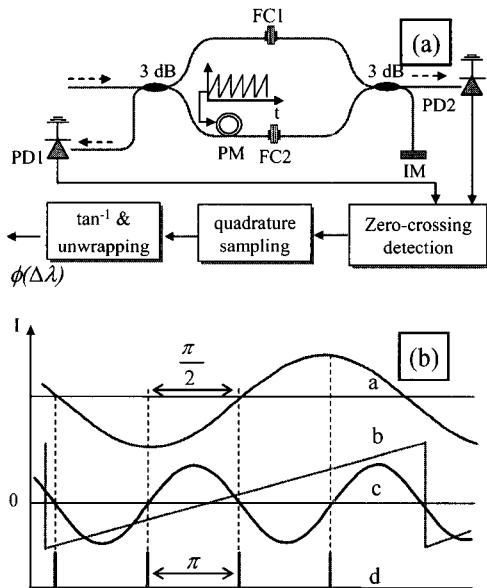 FC1
(a)
3 dB
3 dB
PD2
t
PM
FC2
PD1
IM
tan⁻¹ &
unwrapping
quadrature
sampling
Zero-crossing
detection
ϕ(Δλ)
I
(b)
π
2
a
b
c
0
π
d